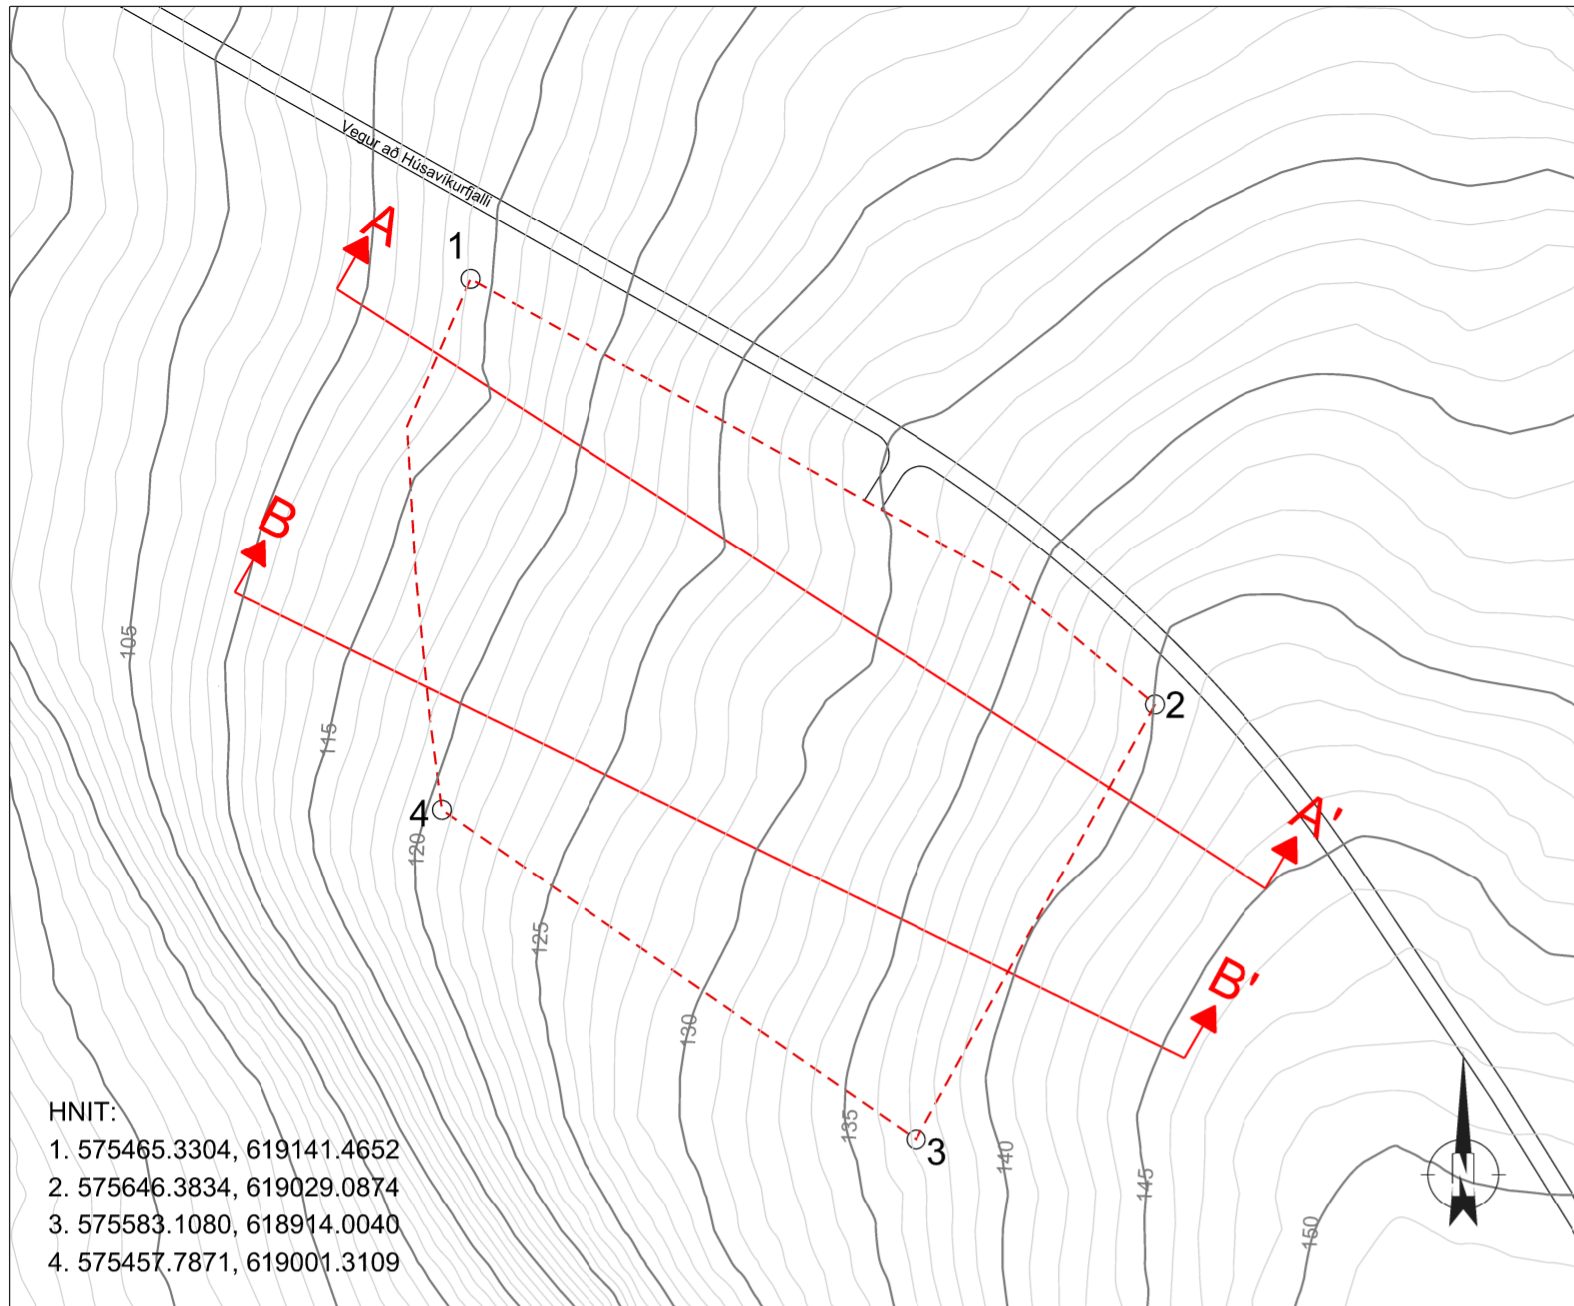 Vegur að Húsavíkurfjalli
A
1
B
105
2
115
4
120
A'
125
B'
130
135
3
140
145
150
N
HNIT:
1. 575465.3304, 619141.4652
2. 575646.3834, 619029.0874
3. 575583.1080, 618914.0040
4. 575457.7871, 619001.3109